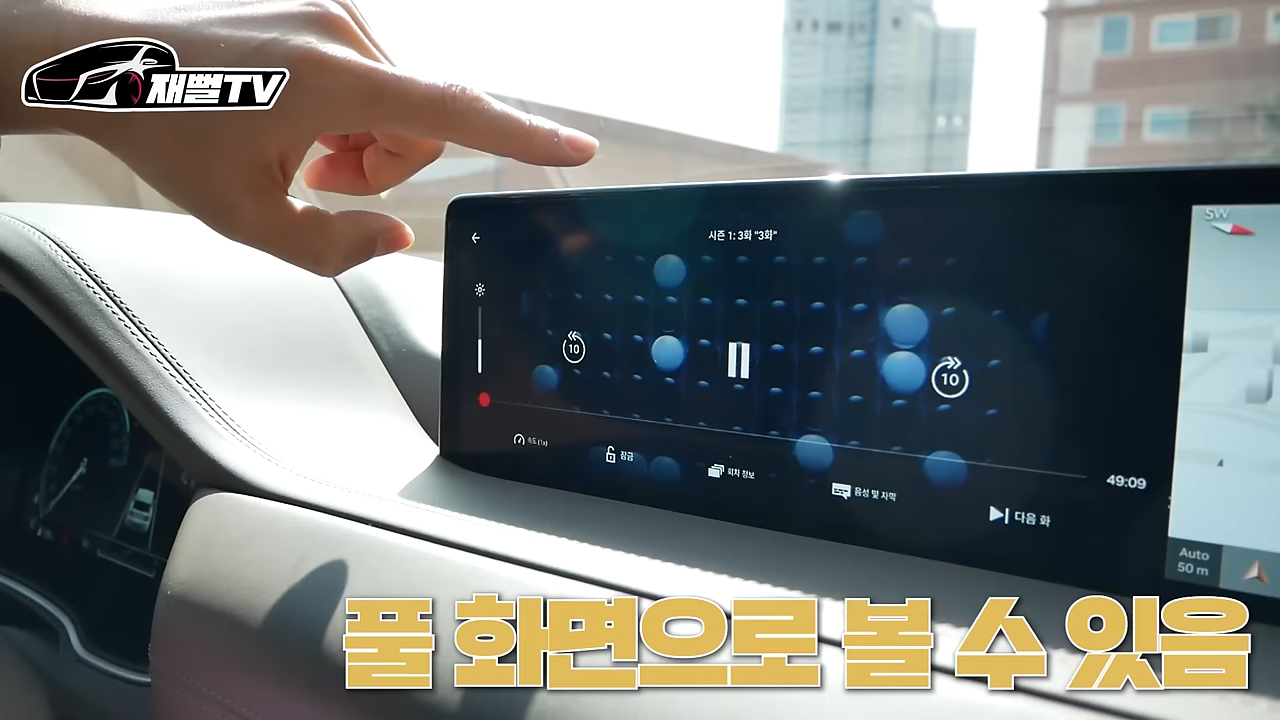 재뻘TV
시즌 1: 3화 "3화"
SW
10
10
49:09
속도 (1x)
잠금
회차 정보
음성 및 자막
다음 화
Auto
50 m
풀 화면으로 볼 수 있음